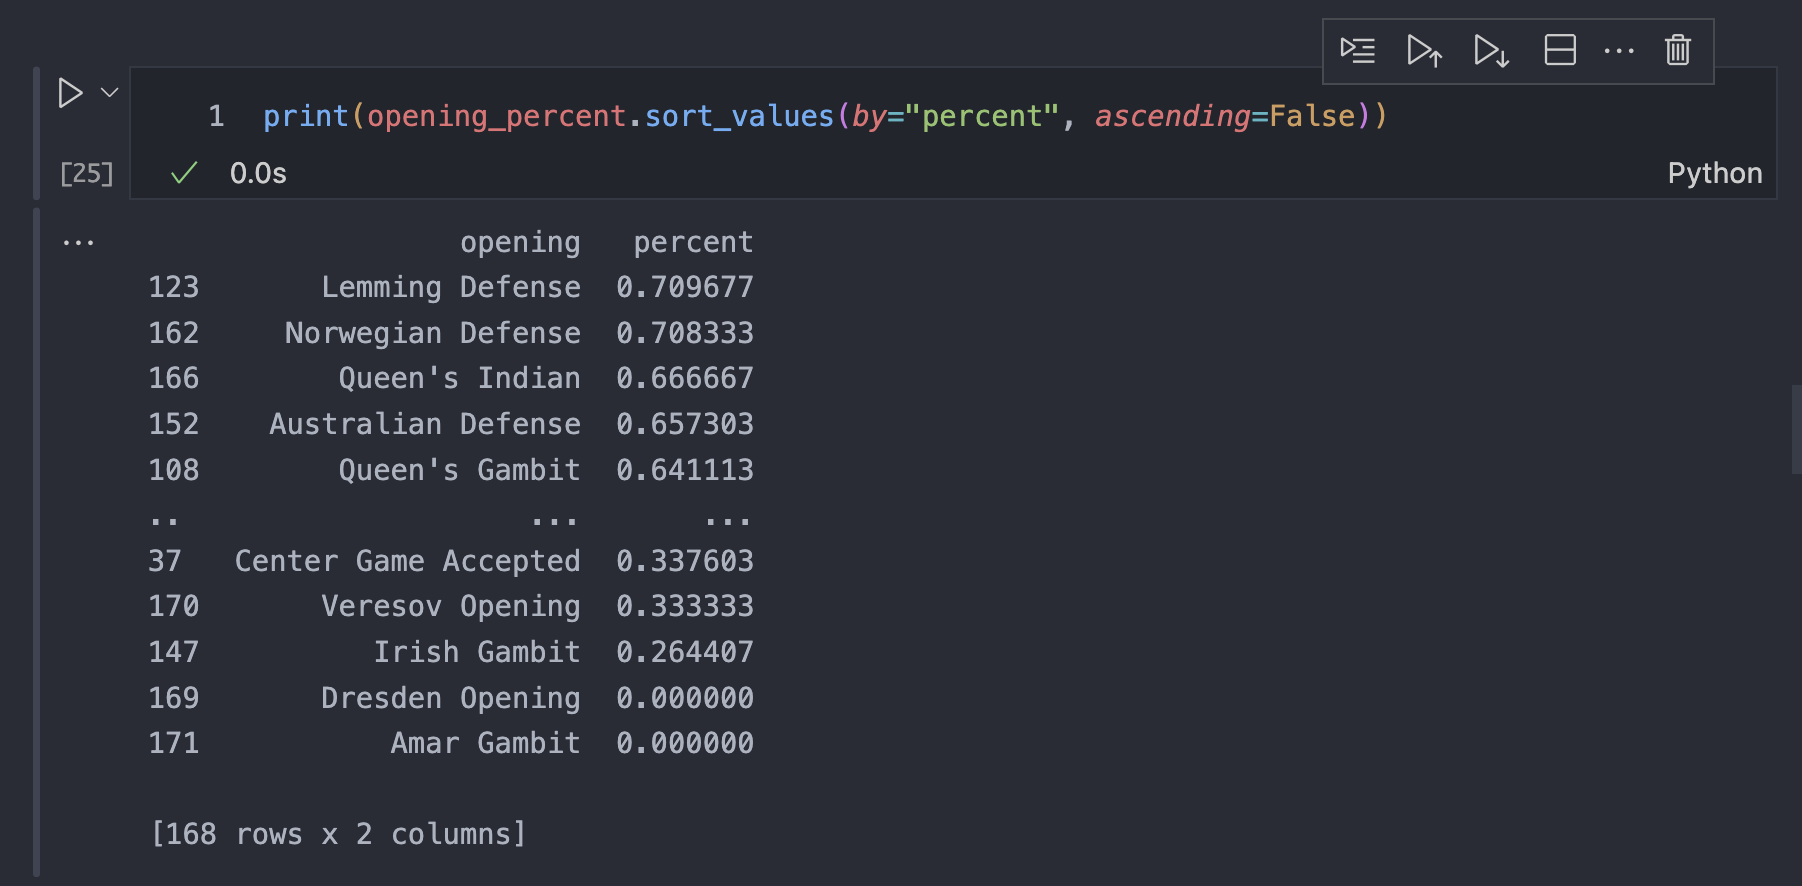 1 print(opening_percent.sort_values(by="percent", ascending=False))
[25] 0.0s Python
... opening percent
123 Lemming Defense 0.709677
162 Norwegian Defense 0.708333
166 Queen's Indian 0.666667
152 Australian Defense 0.657303
108 Queen's Gambit 0.641113
.. ... ...
37 Center Game Accepted 0.337603
170 Veresov Opening 0.333333
147 Irish Gambit 0.264407
169 Dresden Opening 0.000000
171 Amar Gambit 0.000000
[168 rows x 2 columns]